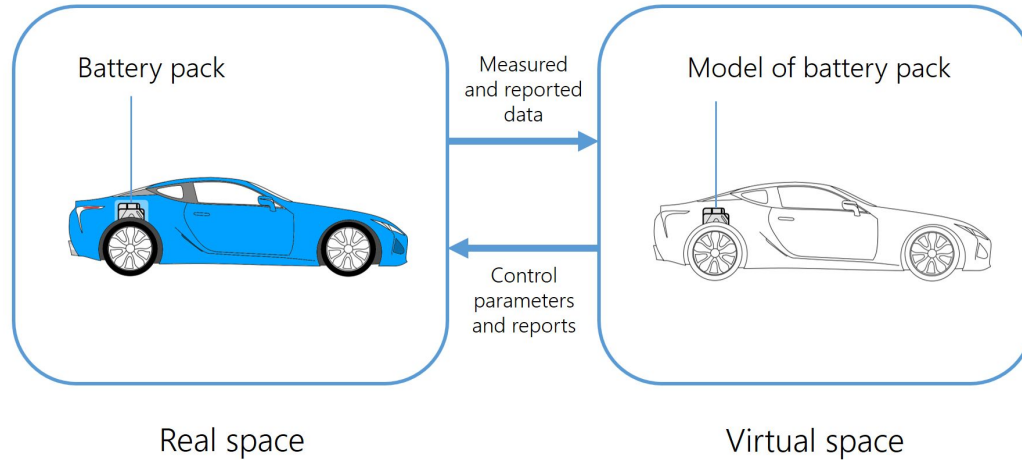 Battery pack
Measured
and reported
data
Model of battery pack
Control
parameters
and reports
Real space
Virtual space